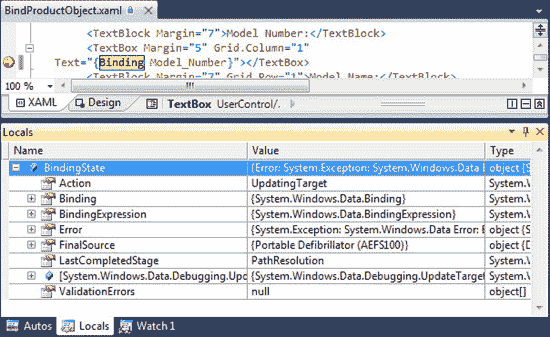 BindProductObject.xaml
<TextBlock Margin="7">Model Number:</TextBlock>
<TextBox Margin="5" Grid.Column="1"
Text="{Binding Model_Number}"></TextBox>
<TextBlock Margin="7" Grid.Row="1">Model Name:</TextBlock>
100 %
XAML Design TextBox UserControl/.
Locals
Name Value Type
BindingState {Error: System.Exception: System.Windows.Data object {S
Action UpdatingTarget System.W
Binding {System.Windows.Data.Binding} System.W
BindingExpression {System.Windows.Data.BindingExpression} System.W
Error {System.Exception: System.Windows.Data Error: System.E
FinalSource {Portable Defibrillator (AEFS100)} object {D
LastCompletedStage PathResolution System.W
[System.Windows.Data.Debugging.Upd {System.Windows.Data.Debugging.UpdateTarget System.W
ValidationErrors null object[]
Autos Locals Watch 1